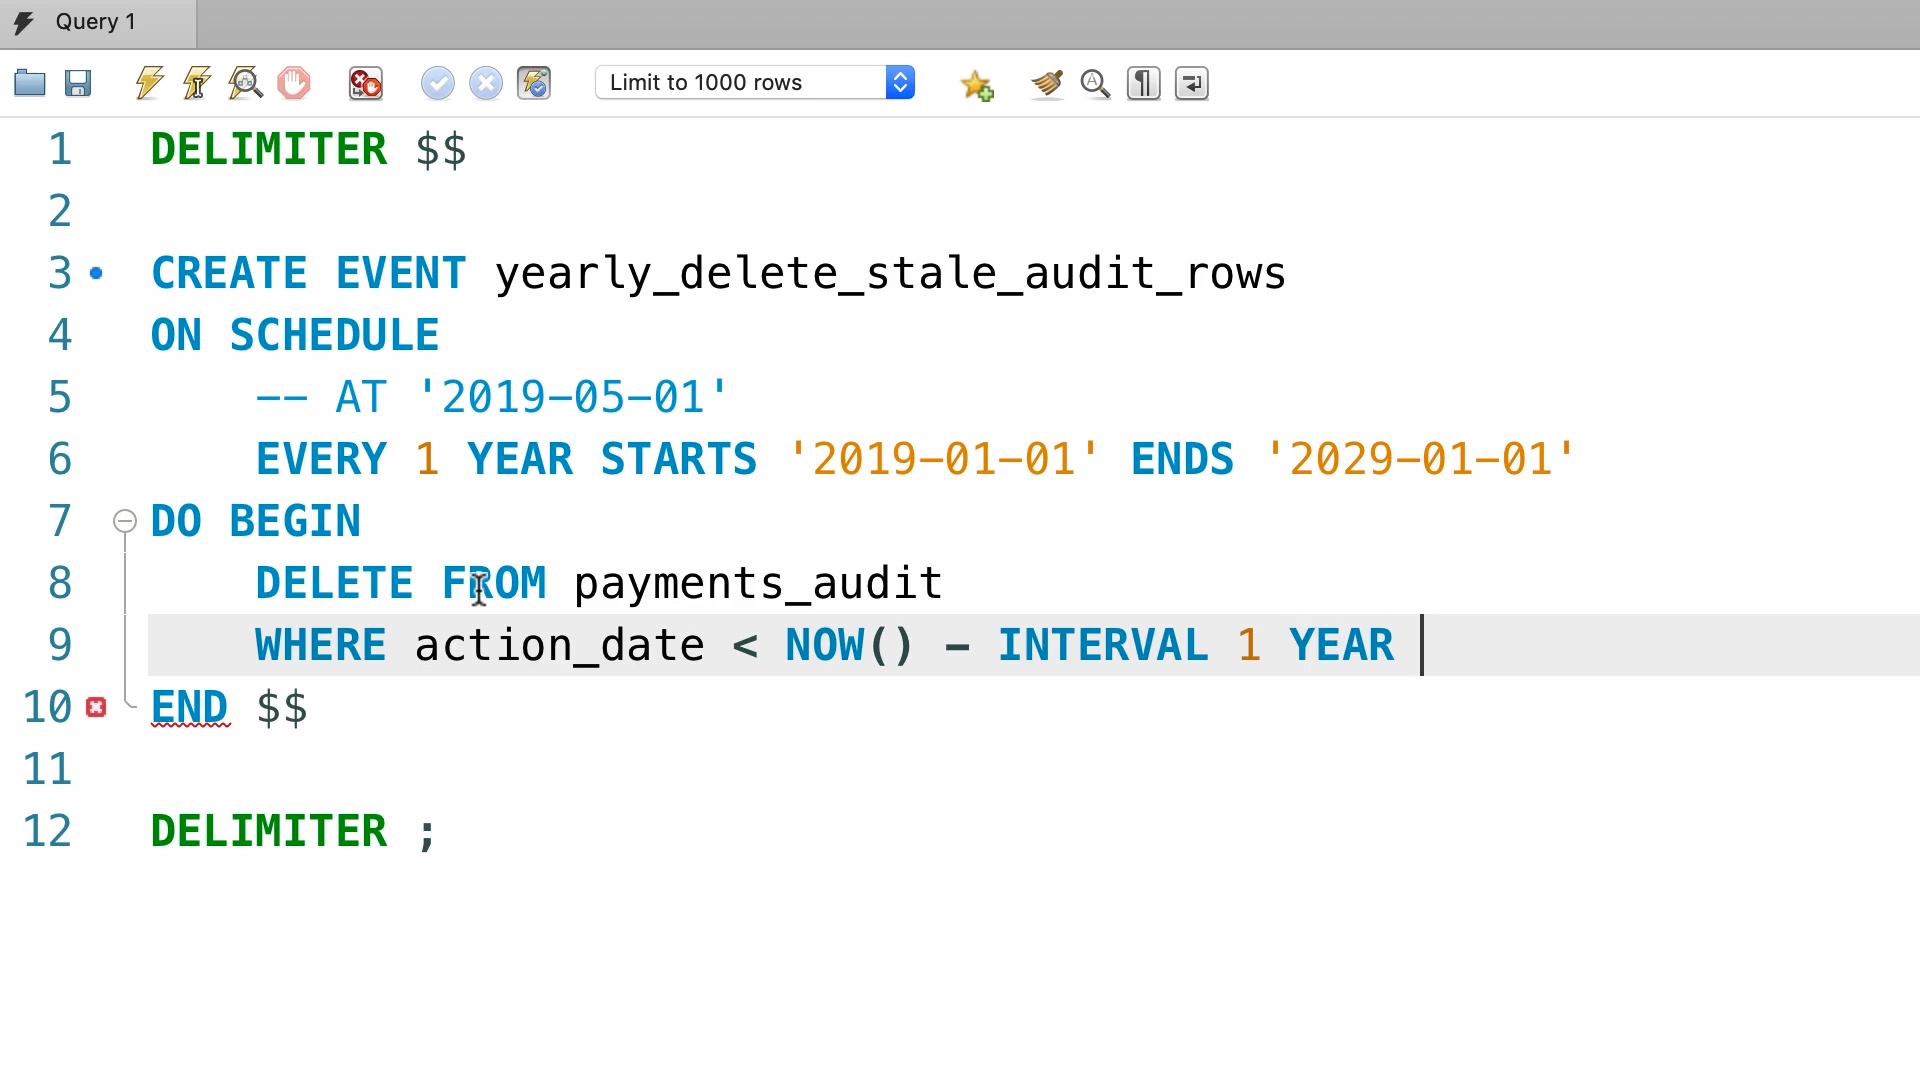 Query 1
Limit to 1000 rows
1 DELIMITER $$
2
3 CREATE EVENT yearly_delete_stale_audit_rows
4 ON SCHEDULE
5 -- AT '2019-05-01'
6 EVERY 1 YEAR STARTS '2019-01-01' ENDS '2029-01-01'
7 DO BEGIN
8 DELETE FROM payments_audit
9 WHERE action_date < NOW() - INTERVAL 1 YEAR
10 END $$
11
12 DELIMITER ;